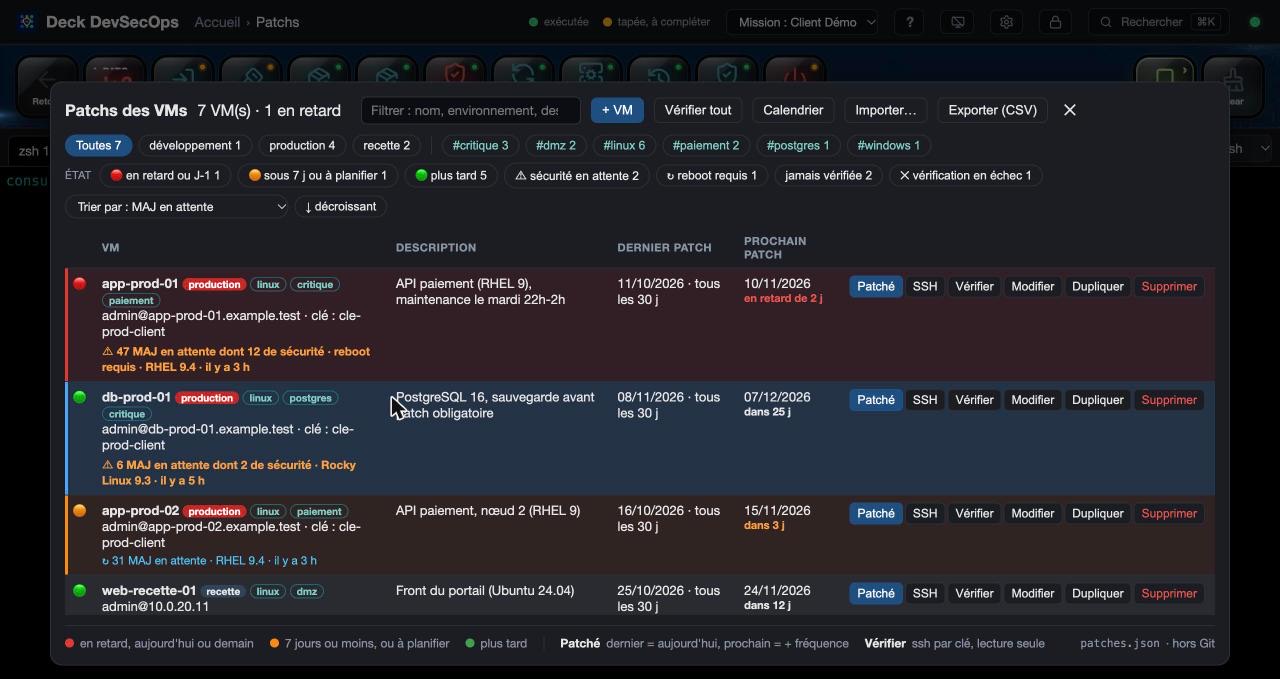 Deck DevSecOps Accueil › Patchs exécutée tapée, à compléter Mission : Client Démo ? Rechercher ⌘K
zsh 1
Patchs des VMs 7 VM(s) · 1 en retard Filtrer : nom, environnement, des + VM Vérifier tout Calendrier Importer… Exporter (CSV) ✕
Toutes 7 développement 1 production 4 recette 2 #critique 3 #dmz 2 #linux 6 #paiement 2 #postgres 1 #windows 1
ÉTAT en retard ou J-1 1 sous 7 j ou à planifier 1 plus tard 5 ⚠ sécurité en attente 2 ↻ reboot requis 1 jamais vérifiée 2 ✕ vérification en échec 1
Trier par : MAJ en attente ↓ décroissant
VM DESCRIPTION DERNIER PATCH PROCHAIN
PATCH
app-prod-01 production linux critique
paiement
admin@app-prod-01.example.test · clé : cle-
prod-client
⚠ 47 MAJ en attente dont 12 de sécurité · reboot
requis · RHEL 9.4 · il y a 3 h
API paiement (RHEL 9),
maintenance le mardi 22h-2h
11/10/2026 · tous
les 30 j
10/11/2026
en retard de 2 j
Patché SSH Vérifier Modifier Dupliquer Supprimer
db-prod-01 production linux postgres
critique
admin@db-prod-01.example.test · clé : cle-
prod-client
⚠ 6 MAJ en attente dont 2 de sécurité · Rocky
Linux 9.3 · il y a 5 h
PostgreSQL 16, sauvegarde avant
patch obligatoire
08/11/2026 · tous
les 30 j
07/12/2026
dans 25 j
Patché SSH Vérifier Modifier Dupliquer Supprimer
app-prod-02 production linux paiement
admin@app-prod-02.example.test · clé : cle-
prod-client
↻ 31 MAJ en attente · RHEL 9.4 · il y a 3 h
API paiement, nœud 2 (RHEL 9)
16/10/2026 · tous
les 30 j
15/11/2026
dans 3 j
Patché SSH Vérifier Modifier Dupliquer Supprimer
web-recette-01 recette linux dmz
admin@10.0.20.11
Front du portail (Ubuntu 24.04)
25/10/2026 · tous
les 30 j
24/11/2026
dans 12 j
Patché SSH Vérifier Modifier Dupliquer Supprimer
en retard, aujourd'hui ou demain 7 jours ou moins, ou à planifier plus tard Patché dernier = aujourd'hui, prochain = + fréquence Vérifier ssh par clé, lecture seule patches.json · hors Git